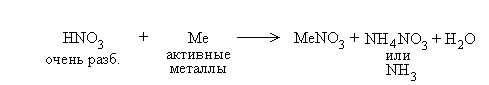 HNO3 + Me ⟶ MeNO3 + NH4NO3 + H2O
очень разб. активные или
металлы NH3